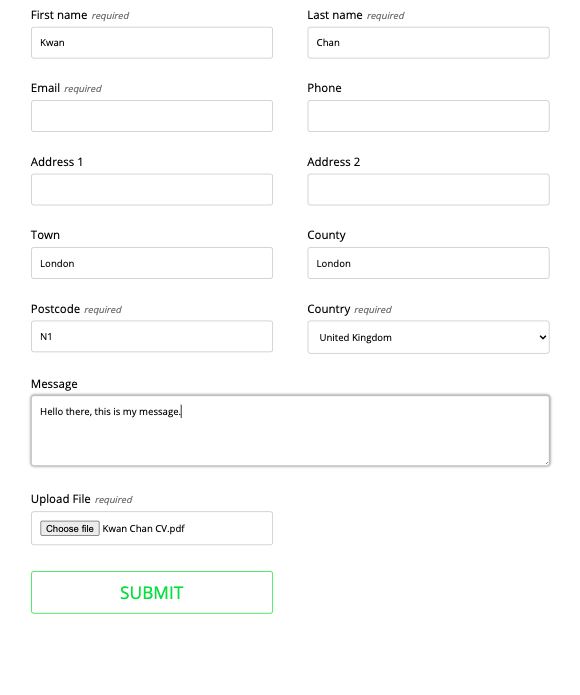 First name required Last name required
Kwan Chan
Email required Phone
Address 1 Address 2
Town County
London London
Postcode required Country required
N1 United Kingdom
Message
Hello there, this is my message.
Upload File required
Choose file Kwan Chan CV.pdf
SUBMIT